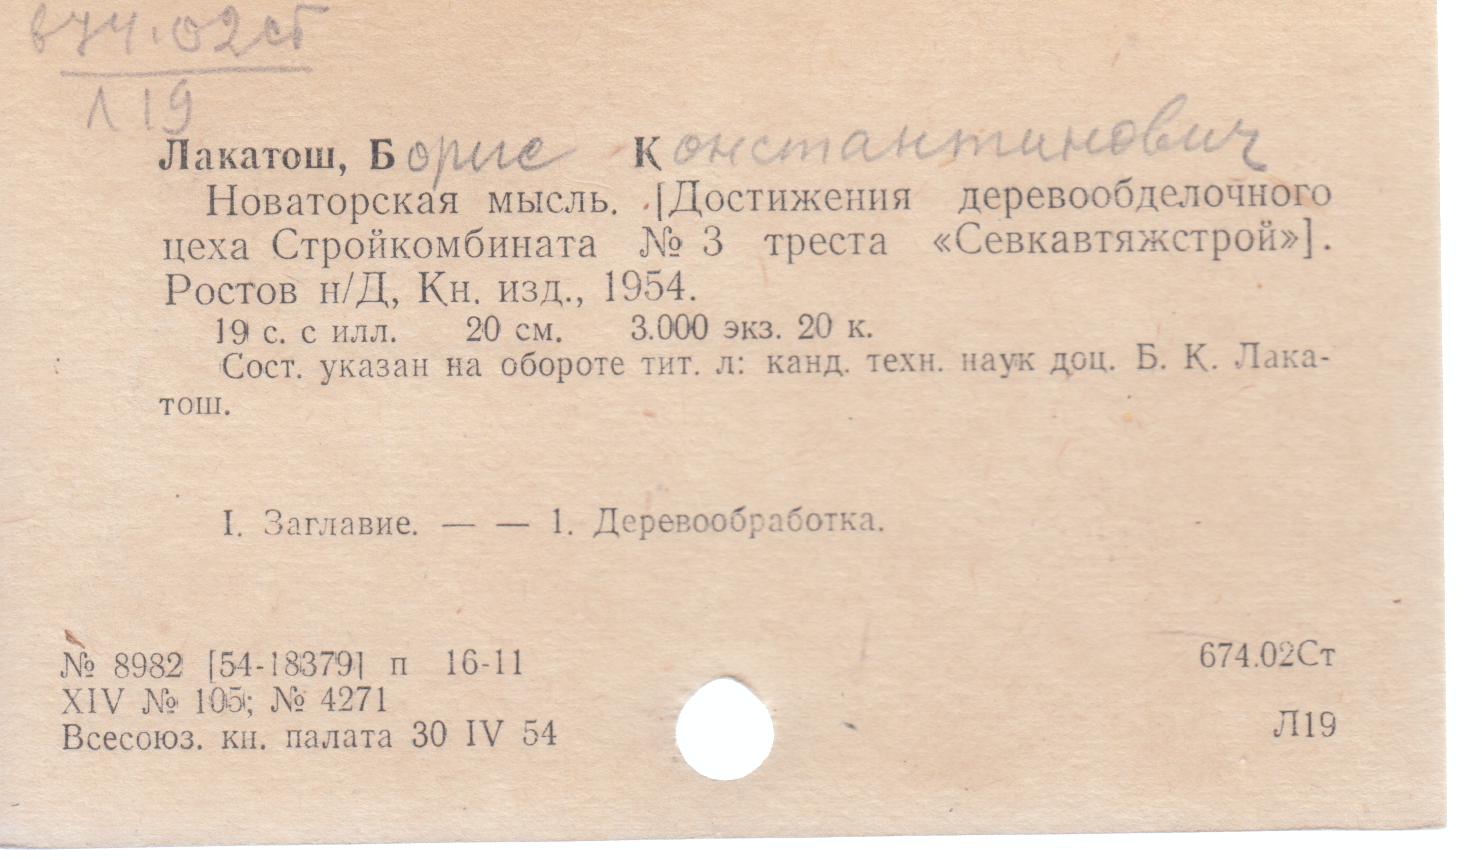 674.02ст
Л19
Лакатош, Борис Константинович
Новаторская мысль. [Достижения деревообделочного
цеха Стройкомбината № 3 треста «Севкавтяжстрой»].
Ростов н/Д, Кн. изд., 1954.
19 с. с илл. 20 см. 3.000 экз. 20 к.
Сост. указан на обороте тит. л: канд. техн. наук доц. Б. К. Лака-
тош.
I. Заглавие. — — 1. Деревообработка.
№ 8982 [54-18379] п 16-11 674.02Ст
XIV № 105; № 4271
Всесоюз. кн. палата 30 IV 54 Л19